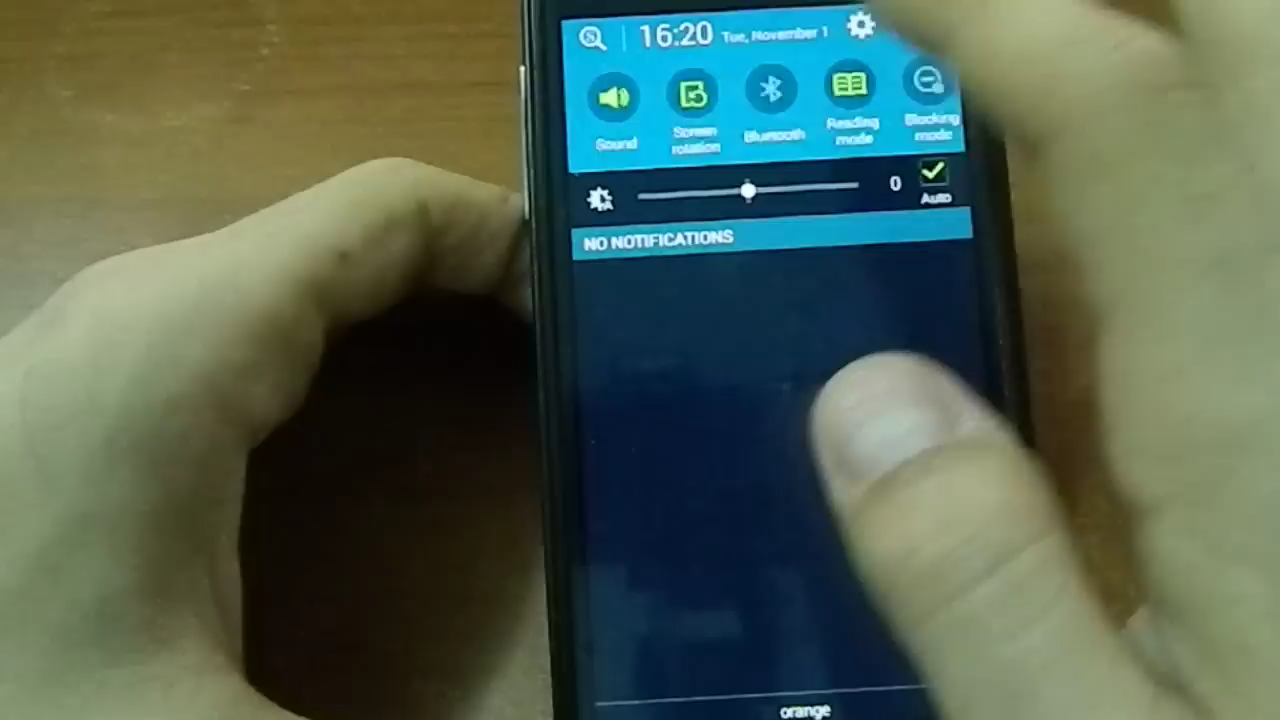 16:20 Tue, November 1
Sound
Screen rotation
Bluetooth
Reading mode
Blocking mode
0
Auto
NO NOTIFICATIONS
orange